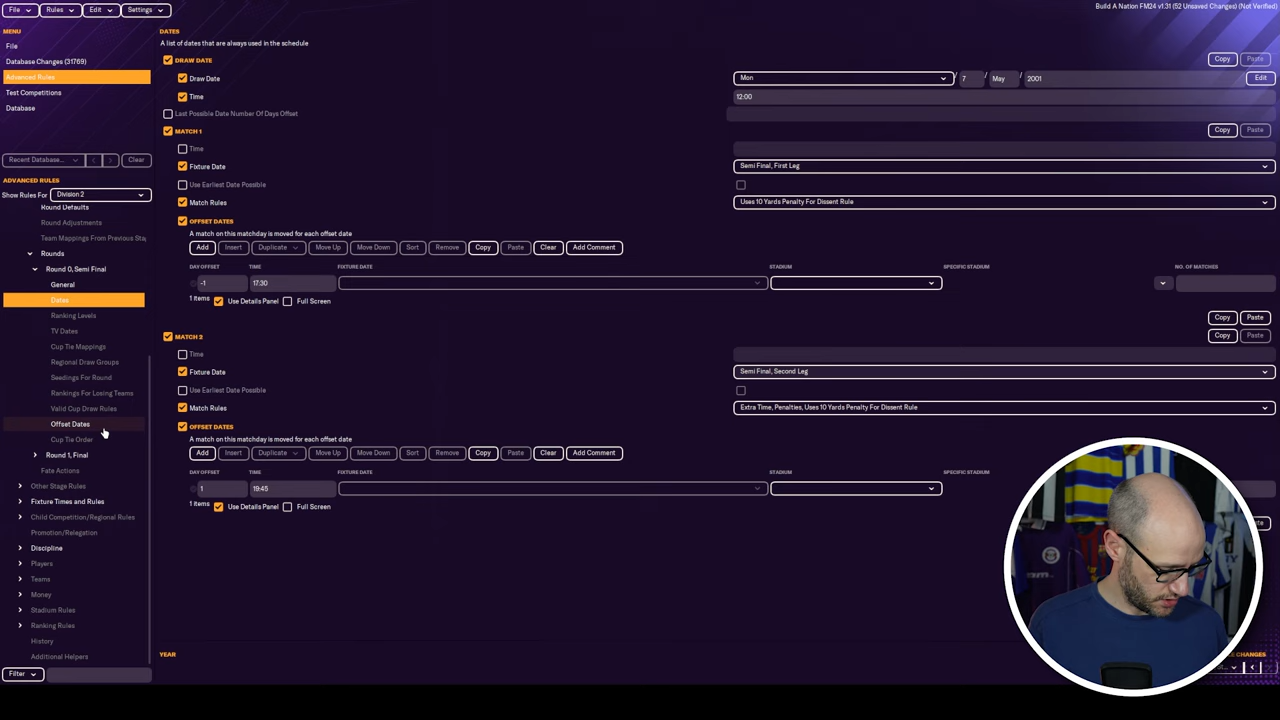 File Rules Edit Settings
Build A Nation FM24 v1.31 (52 Unsaved Changes) (Not Verified)
MENU
File
Database Changes (31769)
Advanced Rules
Test Competitions
Database
Recent Database... Clear
ADVANCED RULES
Show Rules For Division 2
Round Defaults
Round Adjustments
Team Mappings From Previous Stag
Rounds
Round 0, Semi Final
General
Dates
Ranking Levels
TV Dates
Cup Tie Mappings
Regional Draw Groups
Seedings For Round
Rankings For Losing Teams
Valid Cup Draw Rules
Offset Dates
Cup Tie Order
Round 1, Final
Fate Actions
Other Stage Rules
Fixture Times and Rules
Child Competition/Regional Rules
Promotion/Relegation
Discipline
Players
Teams
Money
Stadium Rules
Ranking Rules
History
Additional Helpers
Filter
DATES
A list of dates that are always used in the schedule
DRAW DATE
Copy Paste
Draw Date Mon / 7 / May / 2001 Edit
Time 12:00
Last Possible Date Number Of Days Offset
MATCH 1
Copy Paste
Time
Fixture Date Semi Final, First Leg
Use Earliest Date Possible
Match Rules Uses 10 Yards Penalty For Dissent Rule
OFFSET DATES
A match on this matchday is moved for each offset date
Add Insert Duplicate Move Up Move Down Sort Remove Copy Paste Clear Add Comment
DAY OFFSET TIME FIXTURE DATE STADIUM SPECIFIC STADIUM NO. OF MATCHES
-1 17:30
1 items Use Details Panel Full Screen
Copy Paste
MATCH 2
Copy Paste
Time
Fixture Date Semi Final, Second Leg
Use Earliest Date Possible
Match Rules Extra Time, Penalties, Uses 10 Yards Penalty For Dissent Rule
OFFSET DATES
A match on this matchday is moved for each offset date
Add Insert Duplicate Move Up Move Down Sort Remove Copy Paste Clear Add Comment
DAY OFFSET TIME FIXTURE DATE STADIUM SPECIFIC STADIUM
1 19:45
1 items Use Details Panel Full Screen
YEAR
CHANGES